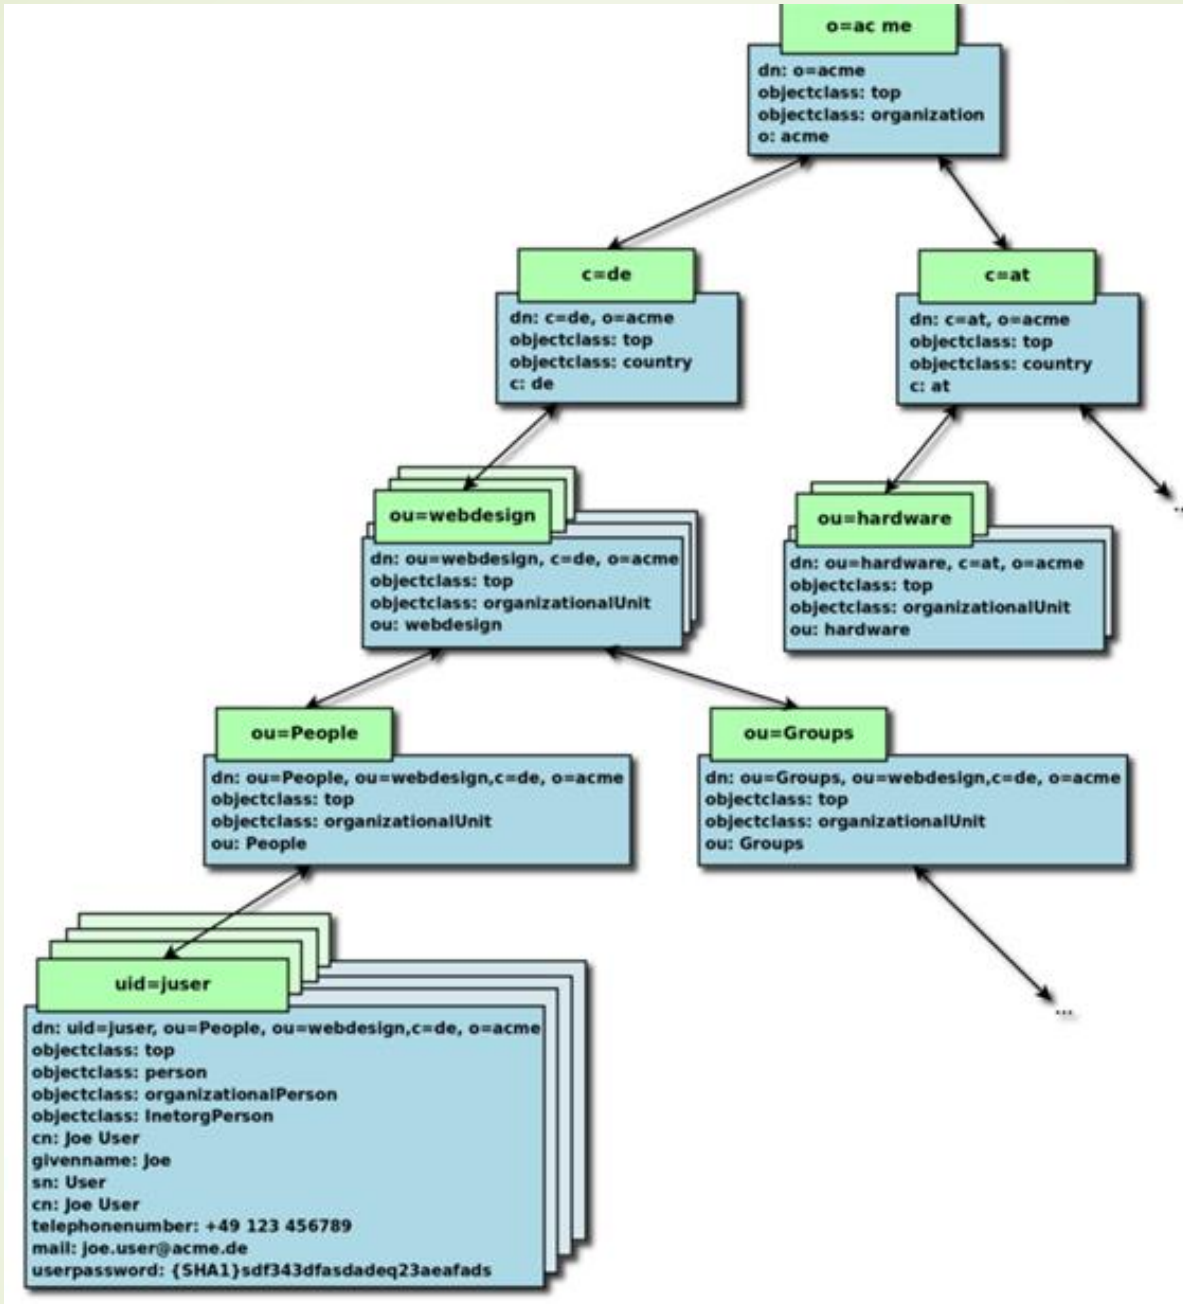 o=ac me
dn: o=acme
objectclass: top
objectclass: organization
o: acme
c=de
dn: c=de, o=acme
objectclass: top
objectclass: country
c: de
c=at
dn: c=at, o=acme
objectclass: top
objectclass: country
c: at
...
ou=webdesign
dn: ou=webdesign, c=de, o=acme
objectclass: top
objectclass: organizationalUnit
ou: webdesign
ou=hardware
dn: ou=hardware, c=at, o=acme
objectclass: top
objectclass: organizationalUnit
ou: hardware
ou=People
dn: ou=People, ou=webdesign,c=de, o=acme
objectclass: top
objectclass: organizationalUnit
ou: People
ou=Groups
dn: ou=Groups, ou=webdesign,c=de, o=acme
objectclass: top
objectclass: organizationalUnit
ou: Groups
...
uid=juser
dn: uid=juser, ou=People, ou=webdesign,c=de, o=acme
objectclass: top
objectclass: person
objectclass: organizationalPerson
objectclass: InetorgPerson
cn: Joe User
givenname: Joe
sn: User
cn: Joe User
telephonenumber: +49 123 456789
mail: joe.user@acme.de
userpassword: {SHA1}sdf343dfasdadeq23aeafads